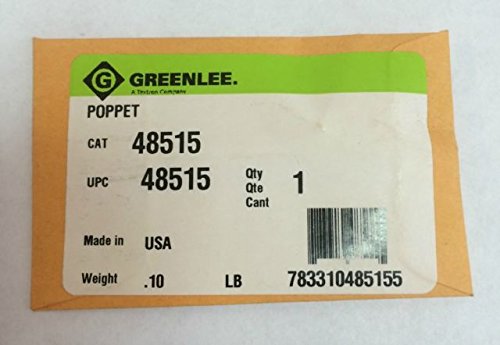 G GREENLEE.
A Textron Company
POPPET
CAT 48515
UPC 48515 Qty 1
Qte
Cant
Made in USA
Weight .10 LB 783310485155